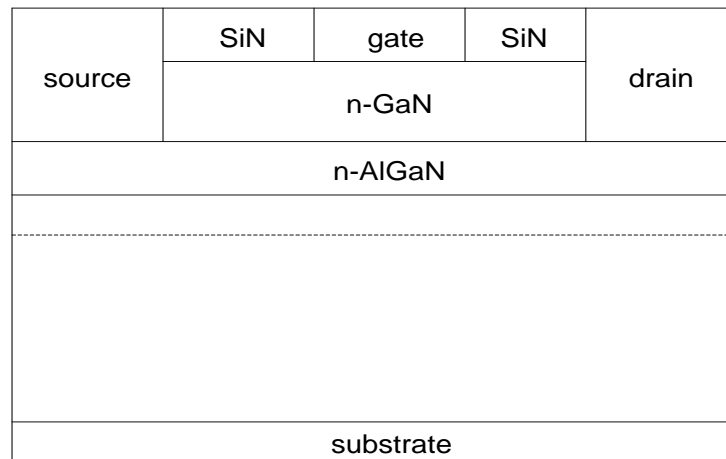 SiN
gate
SiN
source
drain
n-GaN
n-AlGaN
substrate